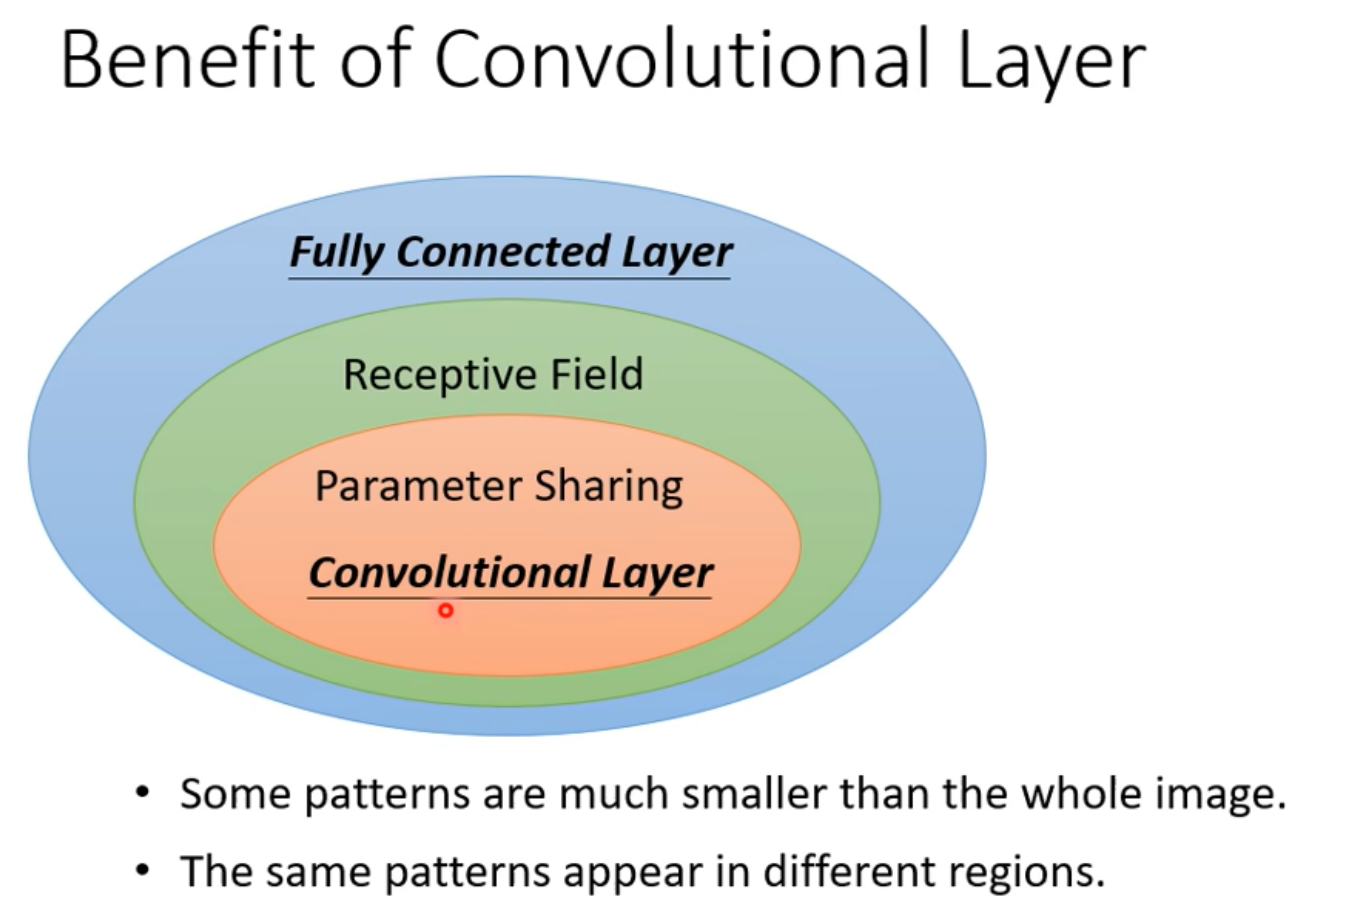 Benefit of Convolutional Layer
Fully Connected Layer
Receptive Field
Parameter Sharing
Convolutional Layer
• Some patterns are much smaller than the whole image.
• The same patterns appear in different regions.